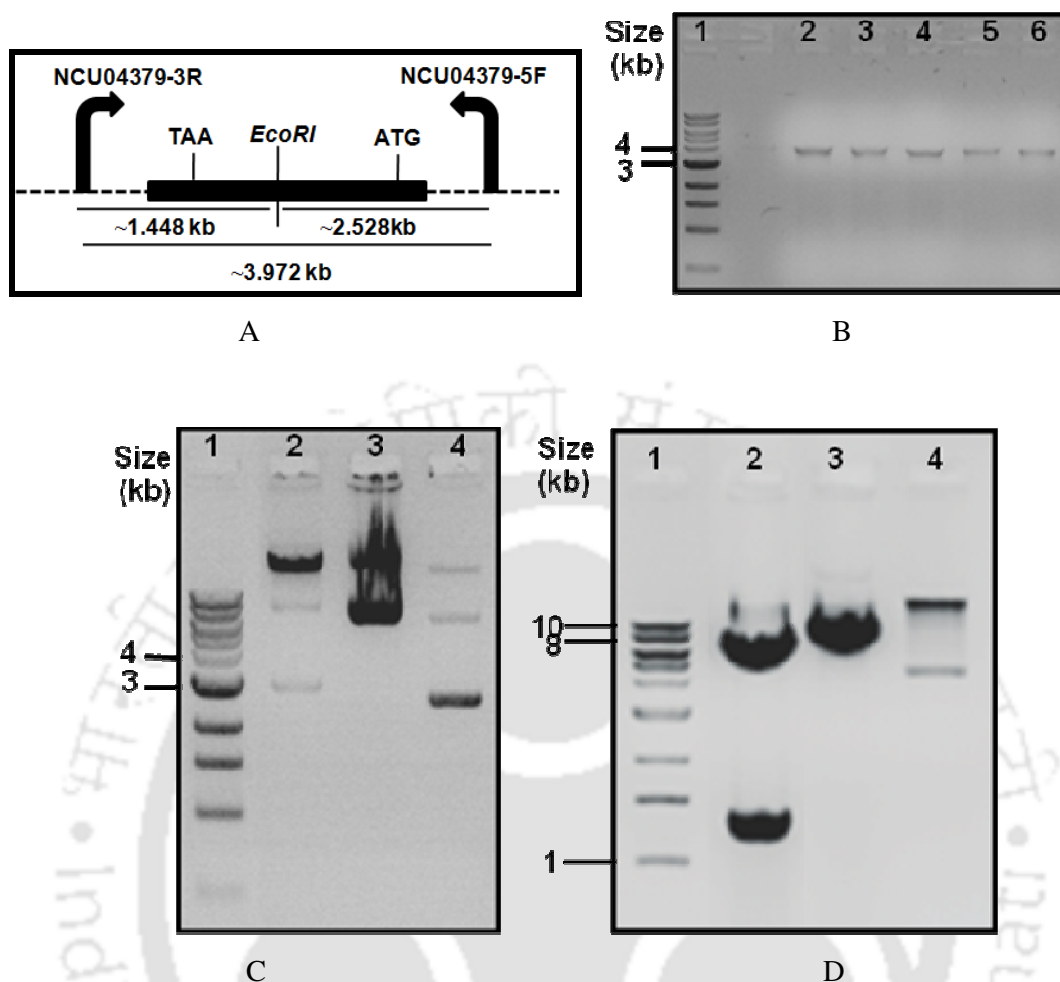 NCU04379-3R
NCU04379-5F
TAA
EcoRI
ATG
~1.448 kb
~2.528kb
~3.972 kb
A
Size
(kb)
1 2 3 4 5 6
4
3
B
Size
(kb)
1 2 3 4
4
3
C
Size
(kb)
1 2 3 4
10
8
1
D